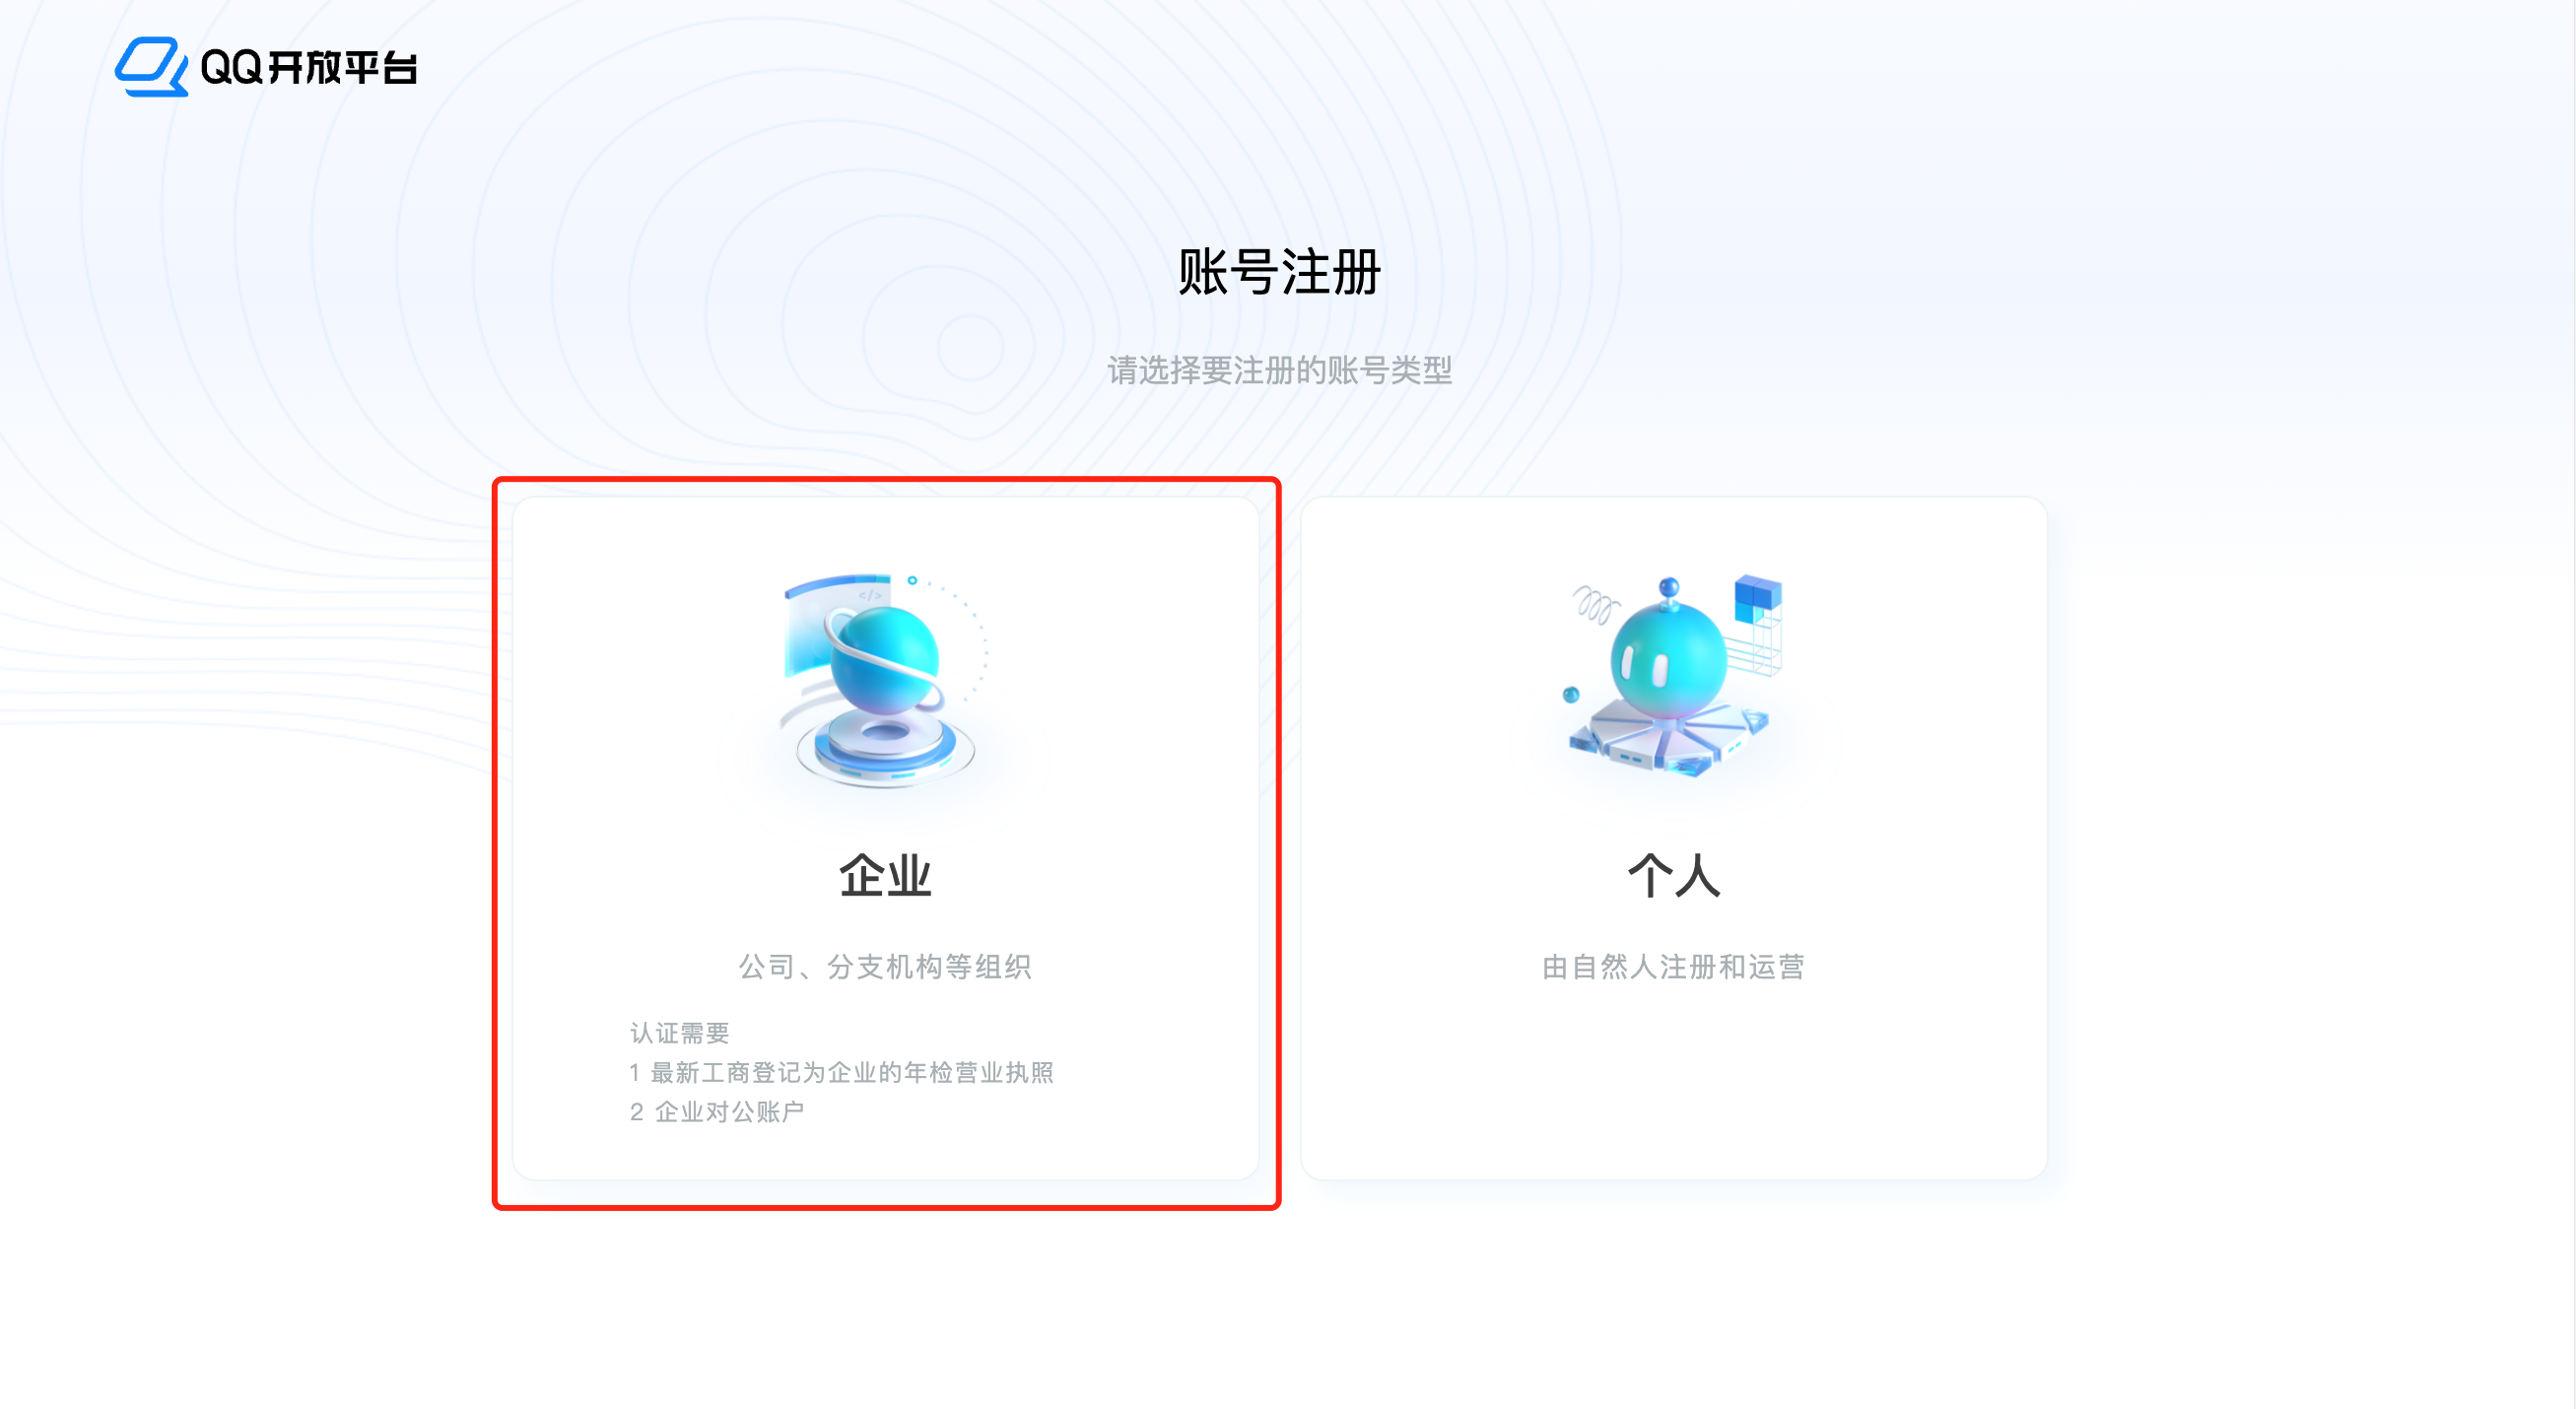 QQ开放平台
账号注册
请选择要注册的账号类型
</>
企业
公司、分支机构等组织
认证需要
1 最新工商登记为企业的年检营业执照
2 企业对公账户
个人
由自然人注册和运营